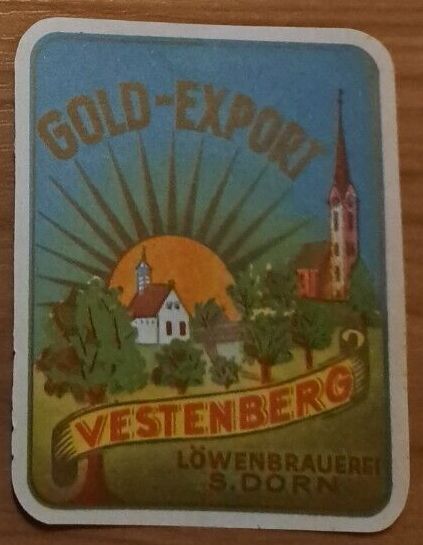 GOLD-EXPORT
VESTENBERG
LÖWENBRAUEREI
S. DORN